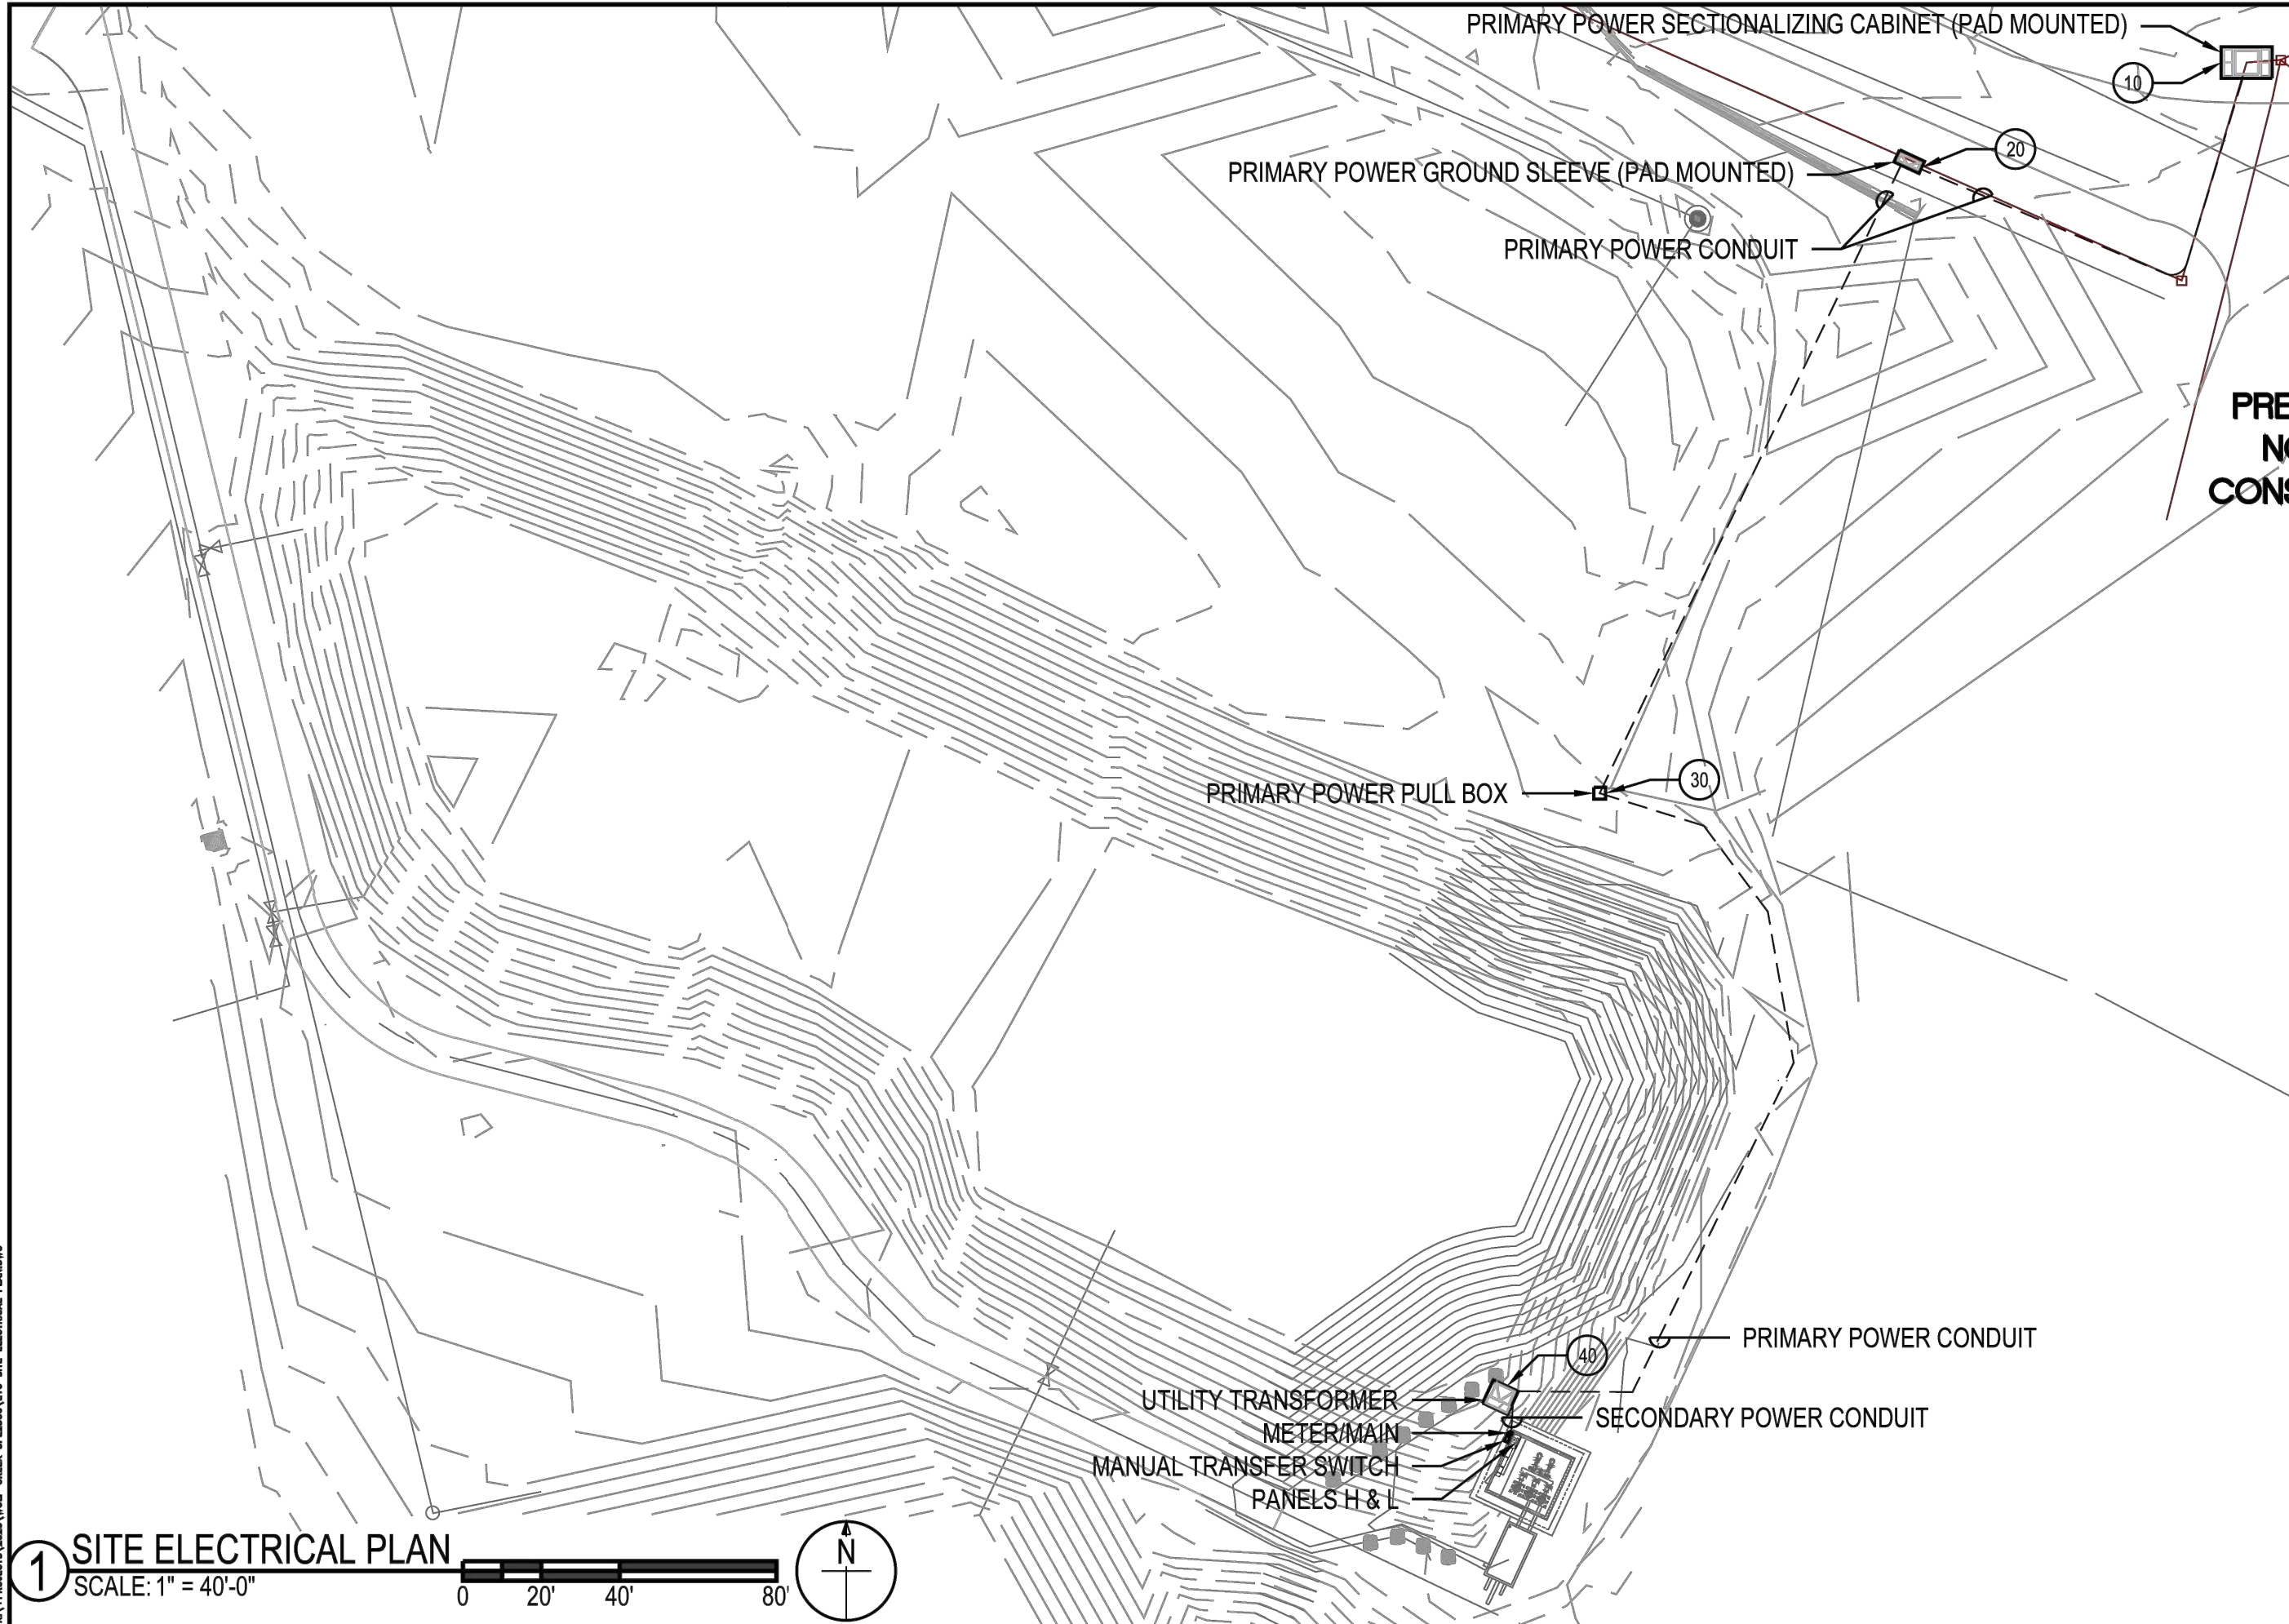 PRIMARY POWER SECTIONALIZING CABINET (PAD MOUNTED)
10
20
PRIMARY POWER GROUND SLEEVE (PAD MOUNTED)
PRIMARY POWER CONDUIT
PRE
NO
CONS
PRIMARY POWER PULL BOX
30
PRIMARY POWER CONDUIT
40
UTILITY TRANSFORMER
SECONDARY POWER CONDUIT
METER/MAIN
MANUAL TRANSFER SWITCH
PANELS H & L
1
SITE ELECTRICAL PLAN
SCALE: 1" = 40'-0"
0 20' 40' 80'
N